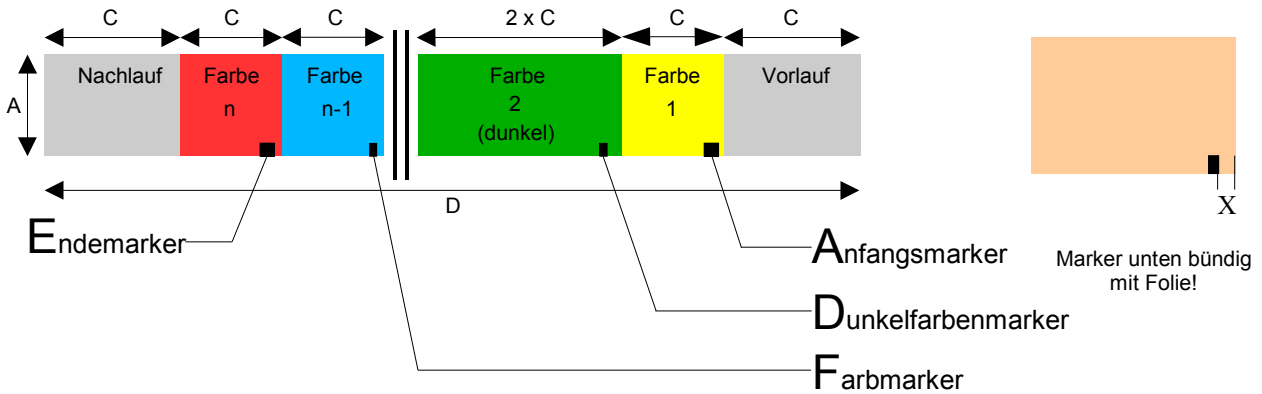 C C C 2 x C C C
Nachlauf Farbe Farbe Farbe Farbe Vorlauf
n n-1 2 1
(dunkel)
A
D
X
Endemarker
Anfangsmarker
Marker unten bündig
mit Folie!
Dunkelfarbenmarker
Farbmarker